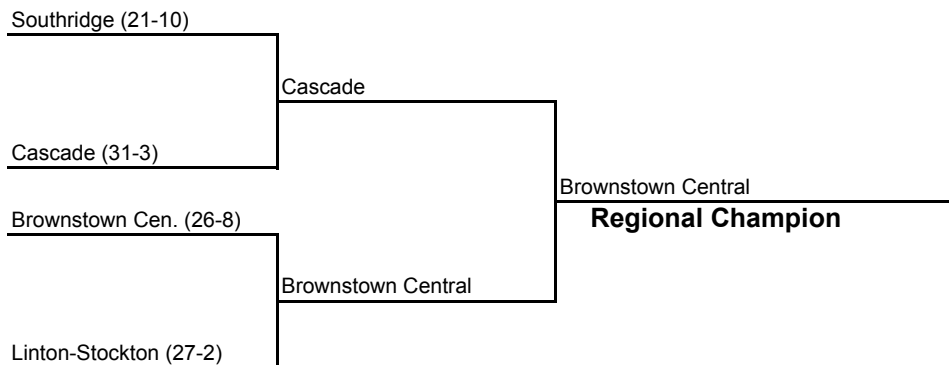 Southridge (21-10)
Cascade
Cascade (31-3)
Brownstown Central
Brownstown Cen. (26-8)
Regional Champion
Brownstown Central
Linton-Stockton (27-2)